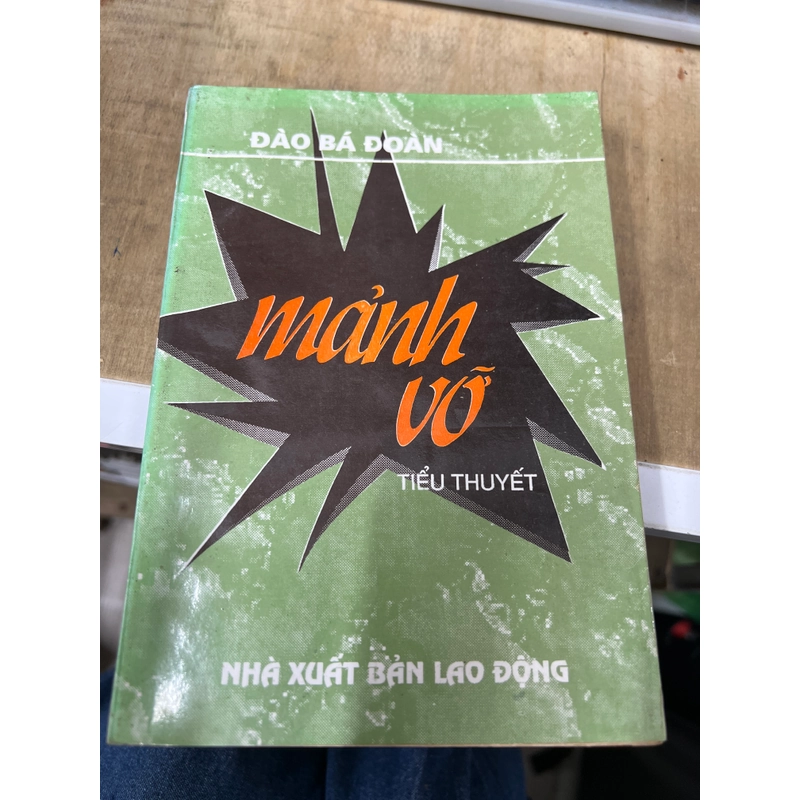 ĐÀO BÁ ĐOÀN
mảnh
vỡ
TIỂU THUYẾT
NHÀ XUẤT BẢN LAO ĐỘNG